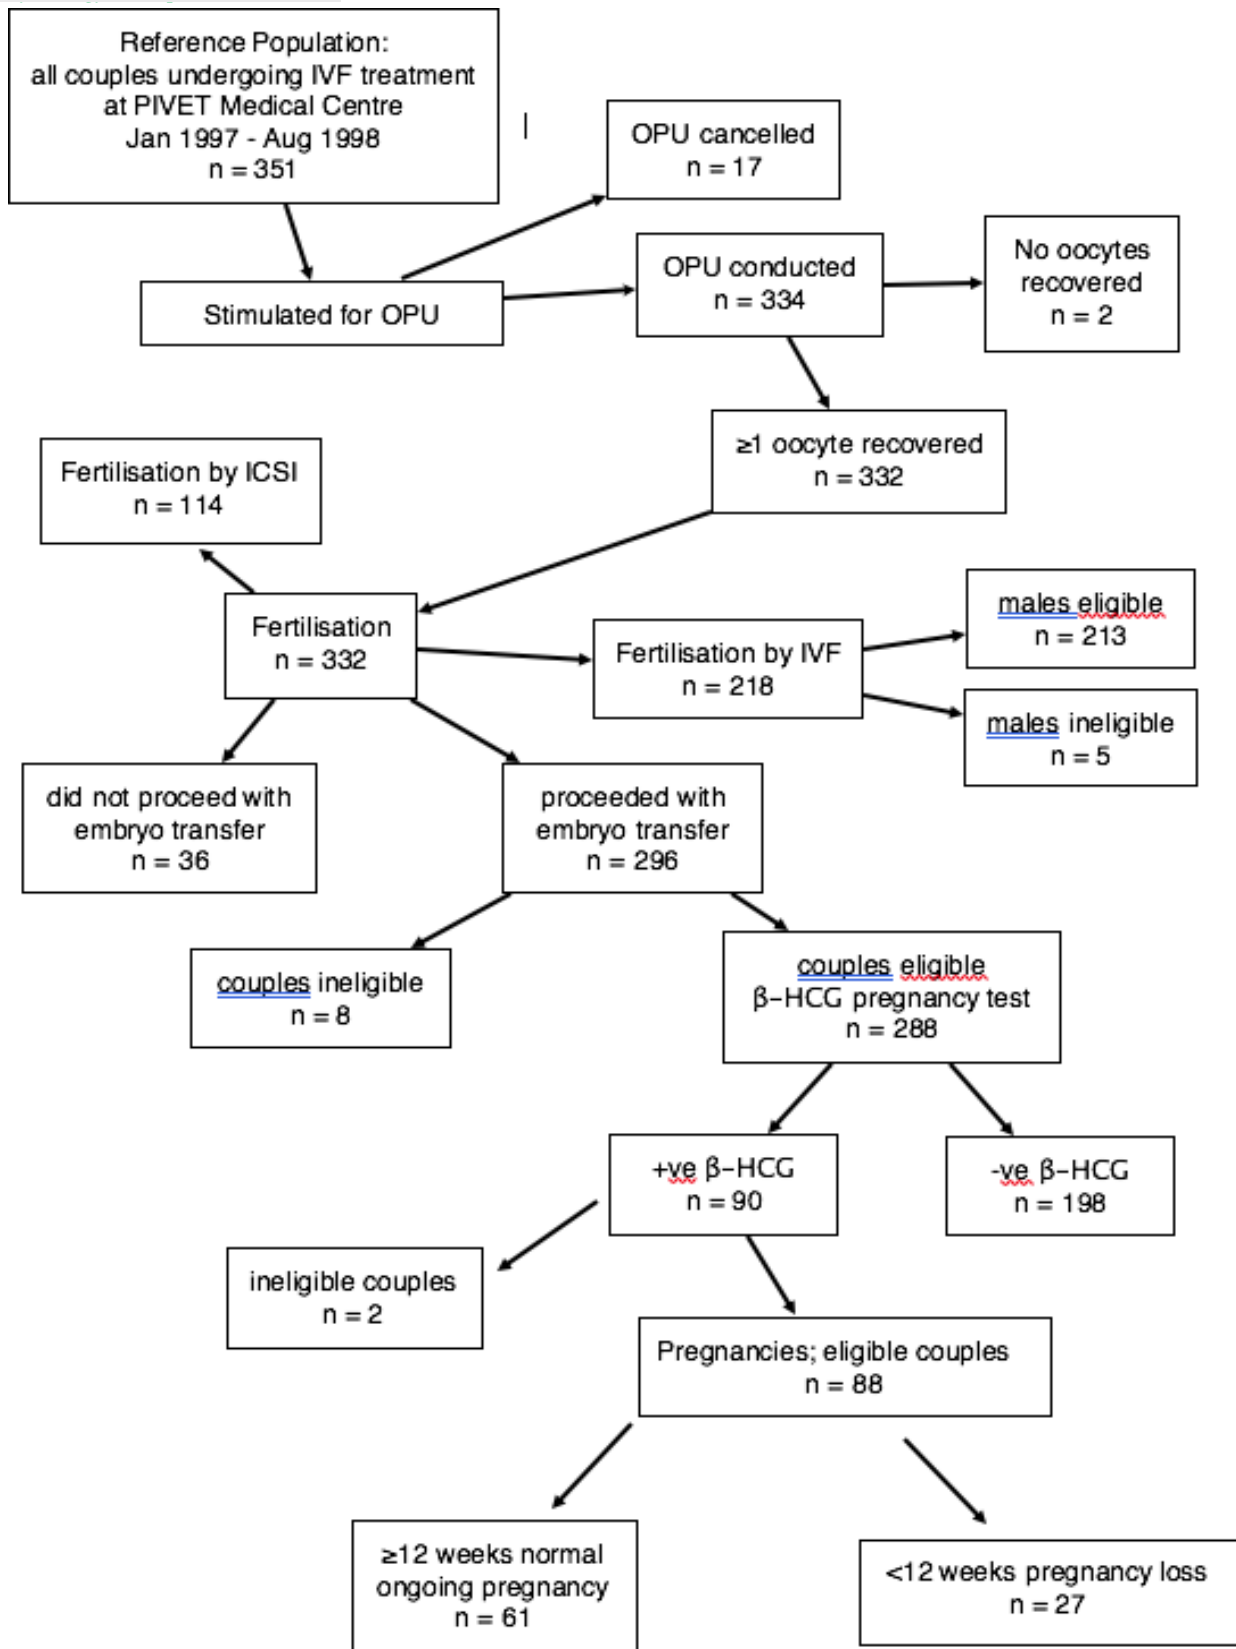 Reference Population:
all couples undergoing IVF treatment
at PIVET Medical Centre
Jan 1997 - Aug 1998
n = 351
OPU cancelled
n = 17
Stimulated for OPU
OPU conducted
n = 334
No oocytes
recovered
n = 2
≥1 oocyte recovered
n = 332
Fertilisation by ICSI
n = 114
Fertilisation
n = 332
Fertilisation by IVF
n = 218
males eligible
n = 213
males ineligible
n = 5
did not proceed with
embryo transfer
n = 36
proceeded with
embryo transfer
n = 296
couples ineligible
n = 8
couples eligible
β-HCG pregnancy test
n = 288
+ve β-HCG
n = 90
-ve β-HCG
n = 198
ineligible couples
n = 2
Pregnancies; eligible couples
n = 88
≥12 weeks normal
ongoing pregnancy
n = 61
<12 weeks pregnancy loss
n = 27